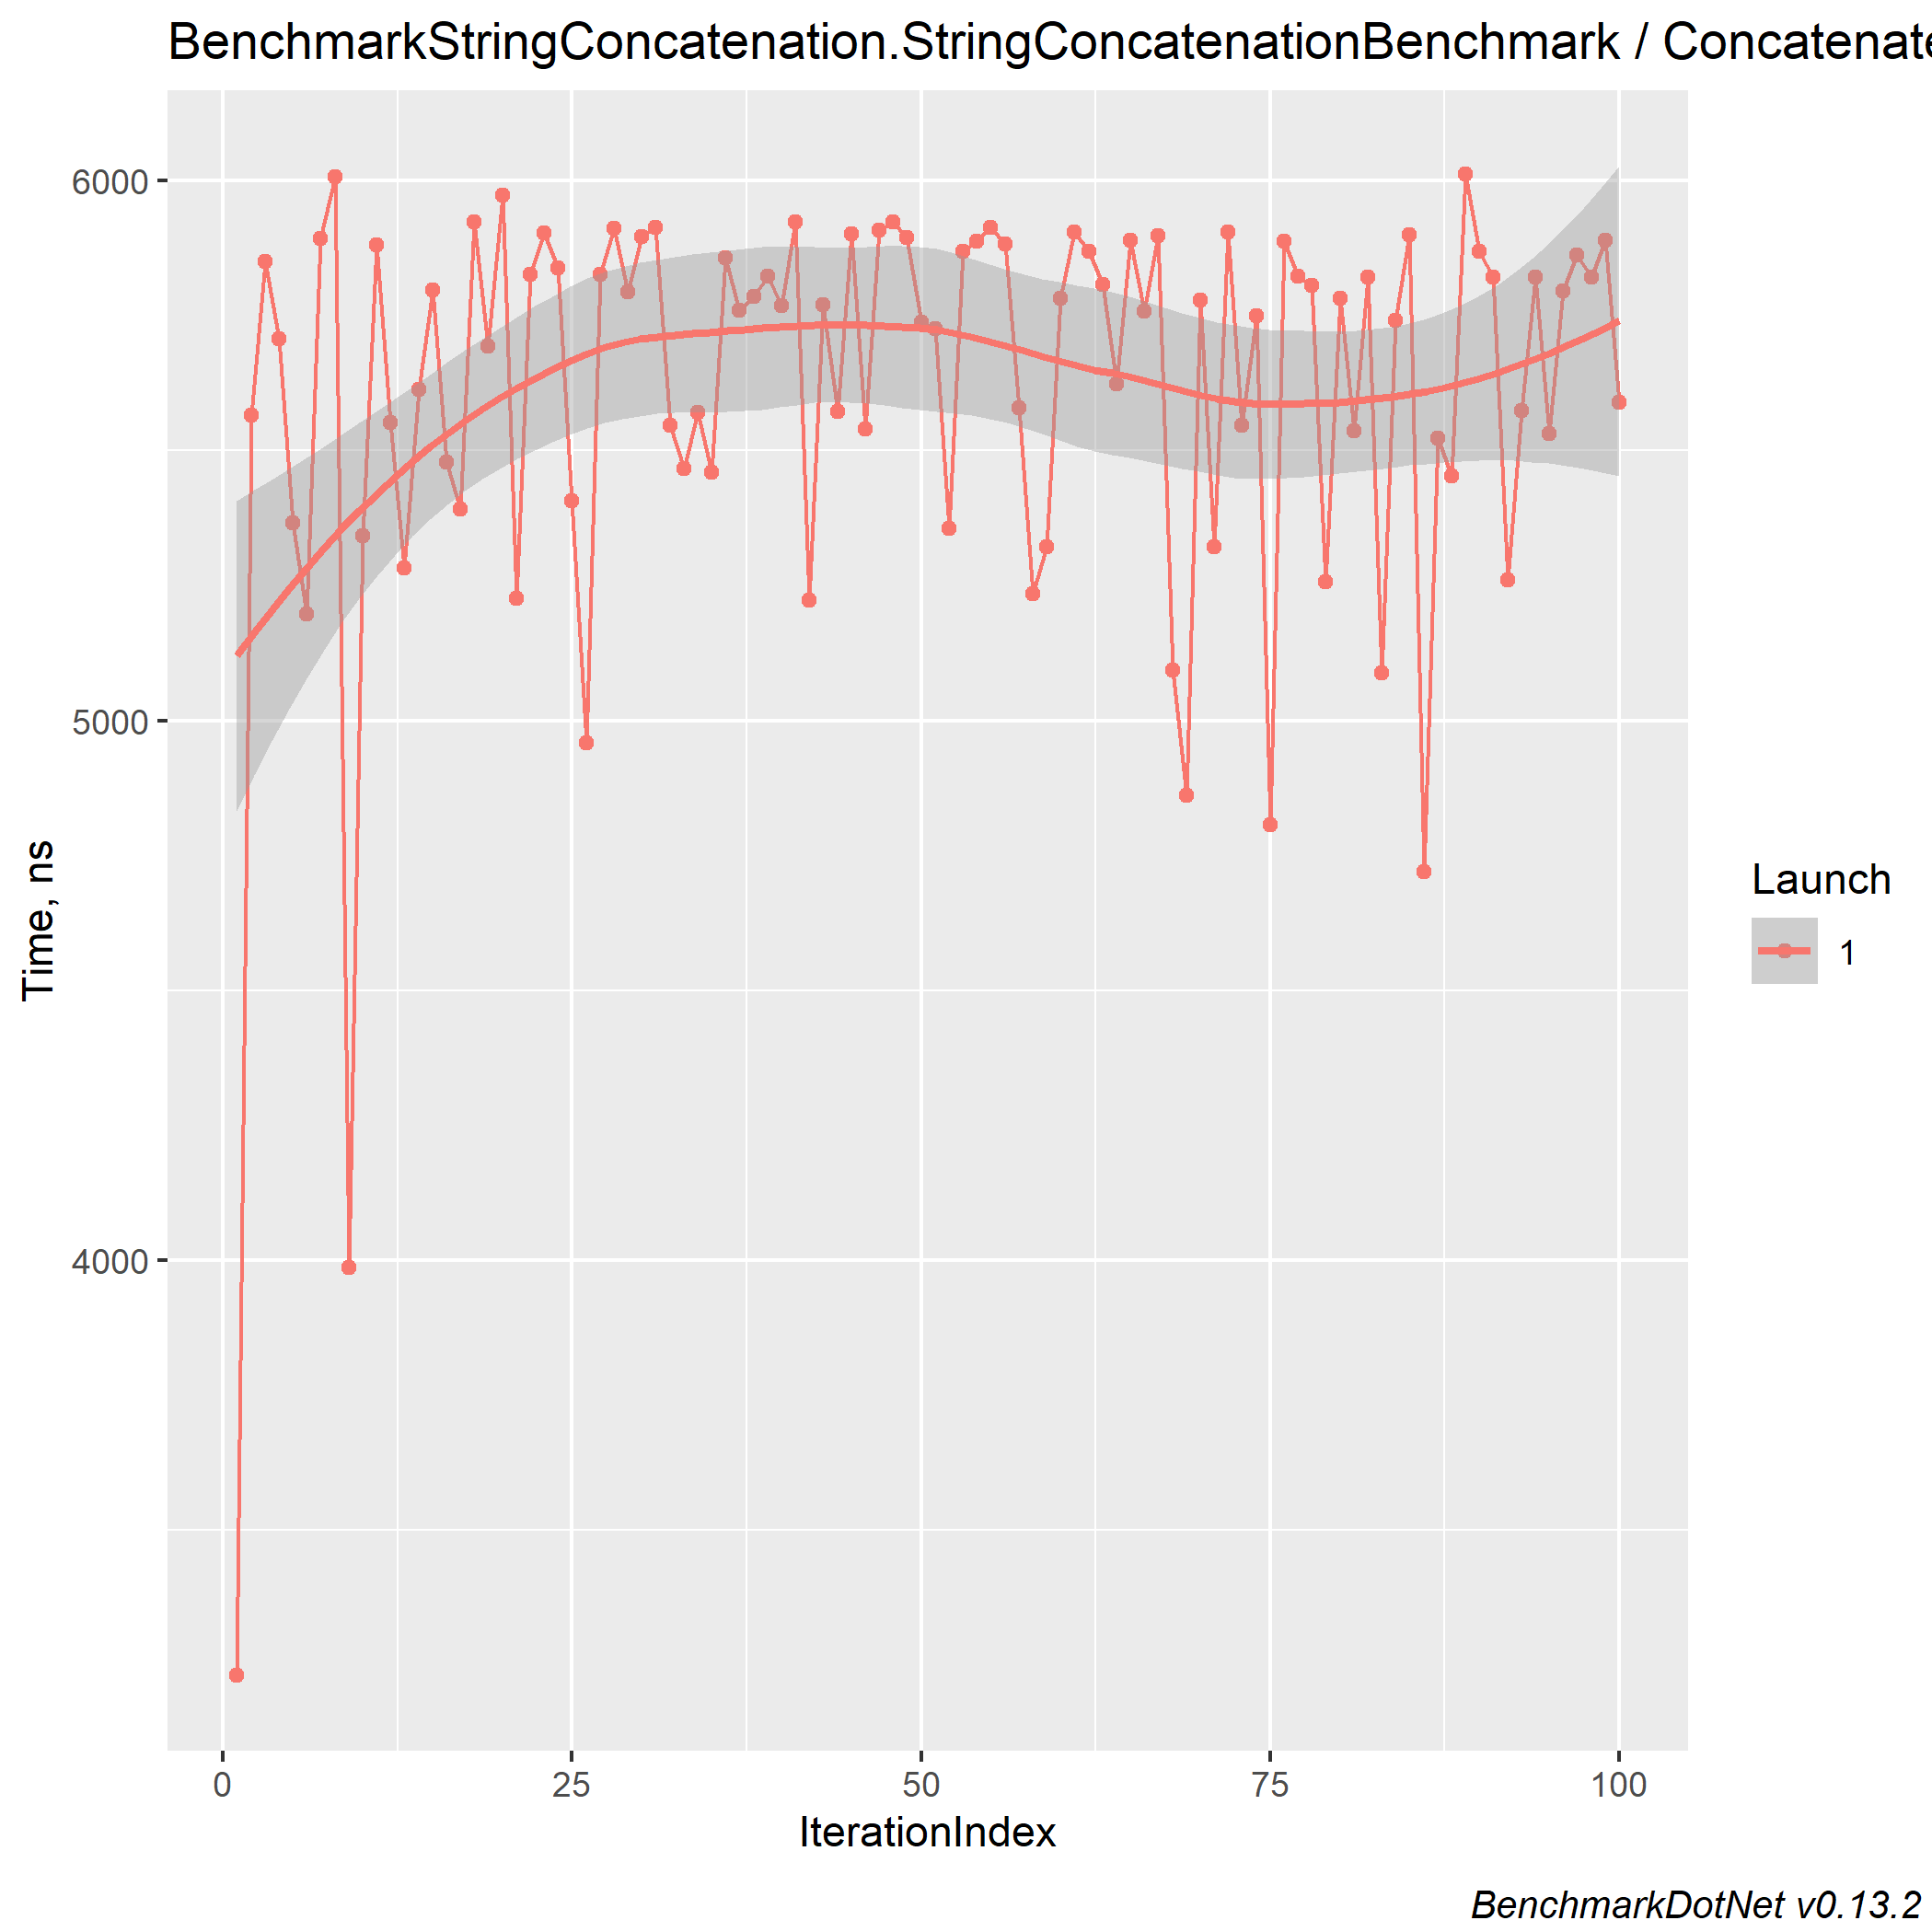 BenchmarkStringConcatenation.StringConcatenationBenchmark / Concatenate
6000
5000
4000
Time, ns
0 25 50 75 100
IterationIndex
Launch
1
BenchmarkDotNet v0.13.2